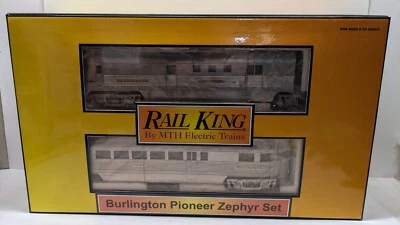 RAIL KING
By MTH Electric Trains
Burlington Pioneer Zephyr Set